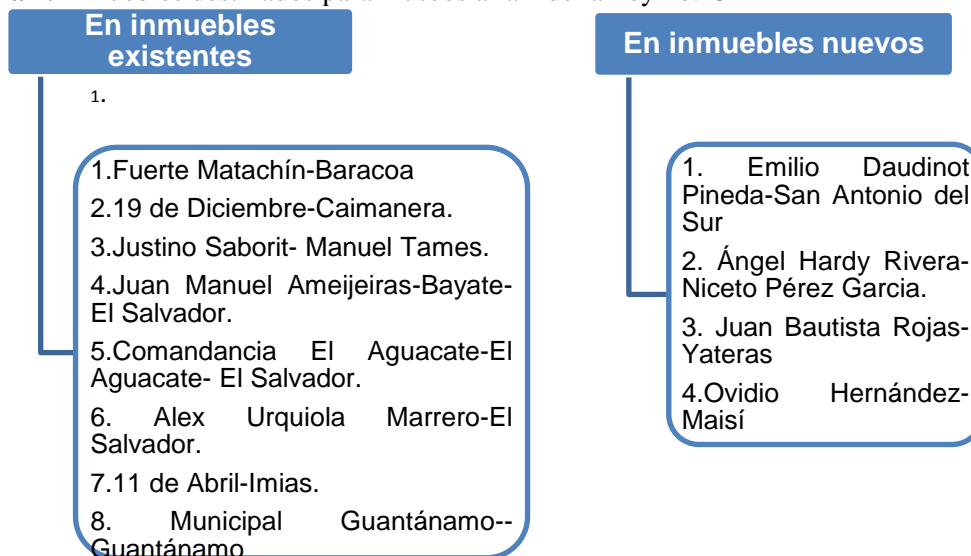 En inmuebles
existentes
1.
1.Fuerte Matachín-Baracoa
2.19 de Diciembre-Caimanera.
3.Justino Saborit- Manuel Tames.
4.Juan Manuel Ameijeiras-Bayate-
El Salvador.
5.Comandancia El Aguacate-El
Aguacate- El Salvador.
6. Alex Urquiola Marrero-El
Salvador.
7.11 de Abril-Imias.
8. Municipal Guantánamo--
Guantánamo
En inmuebles nuevos
1. Emilio Daudinot
Pineda-San Antonio del
Sur
2. Ángel Hardy Rivera-
Niceto Pérez Garcia.
3. Juan Bautista Rojas-
Yateras
4.Ovidio Hernández-
Maisí